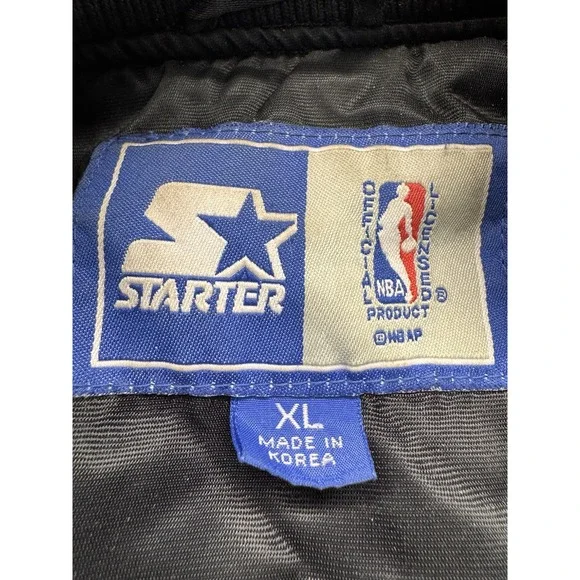 STARTER
OFFICIAL
LICENSED
NBA
®
PRODUCT
©NBAP
XL
MADE IN
KOREA